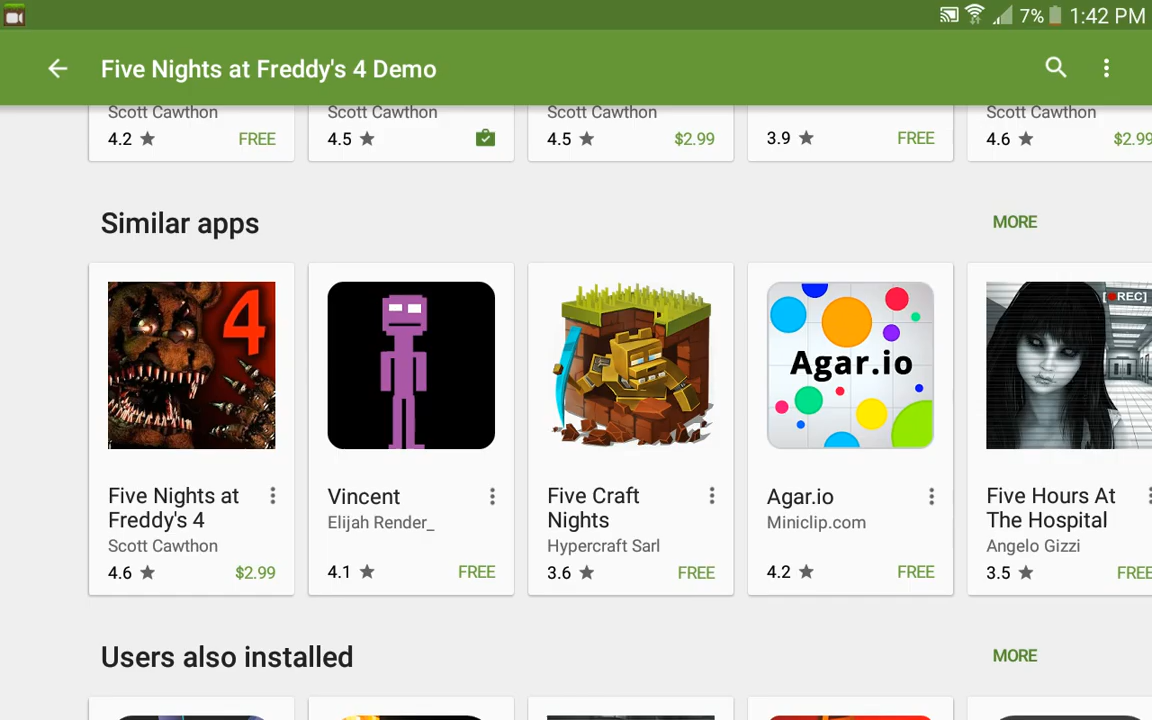 7% 1:42 PM
Five Nights at Freddy's 4 Demo
Scott Cawthon Scott Cawthon Scott Cawthon Scott Cawthon
4.2 FREE 4.5 4.5 $2.99 3.9 FREE 4.6 $2.99
Similar apps MORE
4
Agar.io
[REC]
Five Nights at Freddy's 4
Scott Cawthon
4.6 $2.99
Vincent
Elijah Render_
4.1 FREE
Five Craft
Nights
Hypercraft Sarl
3.6 FREE
Agar.io
Miniclip.com
4.2 FREE
Five Hours At
The Hospital
Angelo Gizzi
3.5 FREE
Users also installed MORE